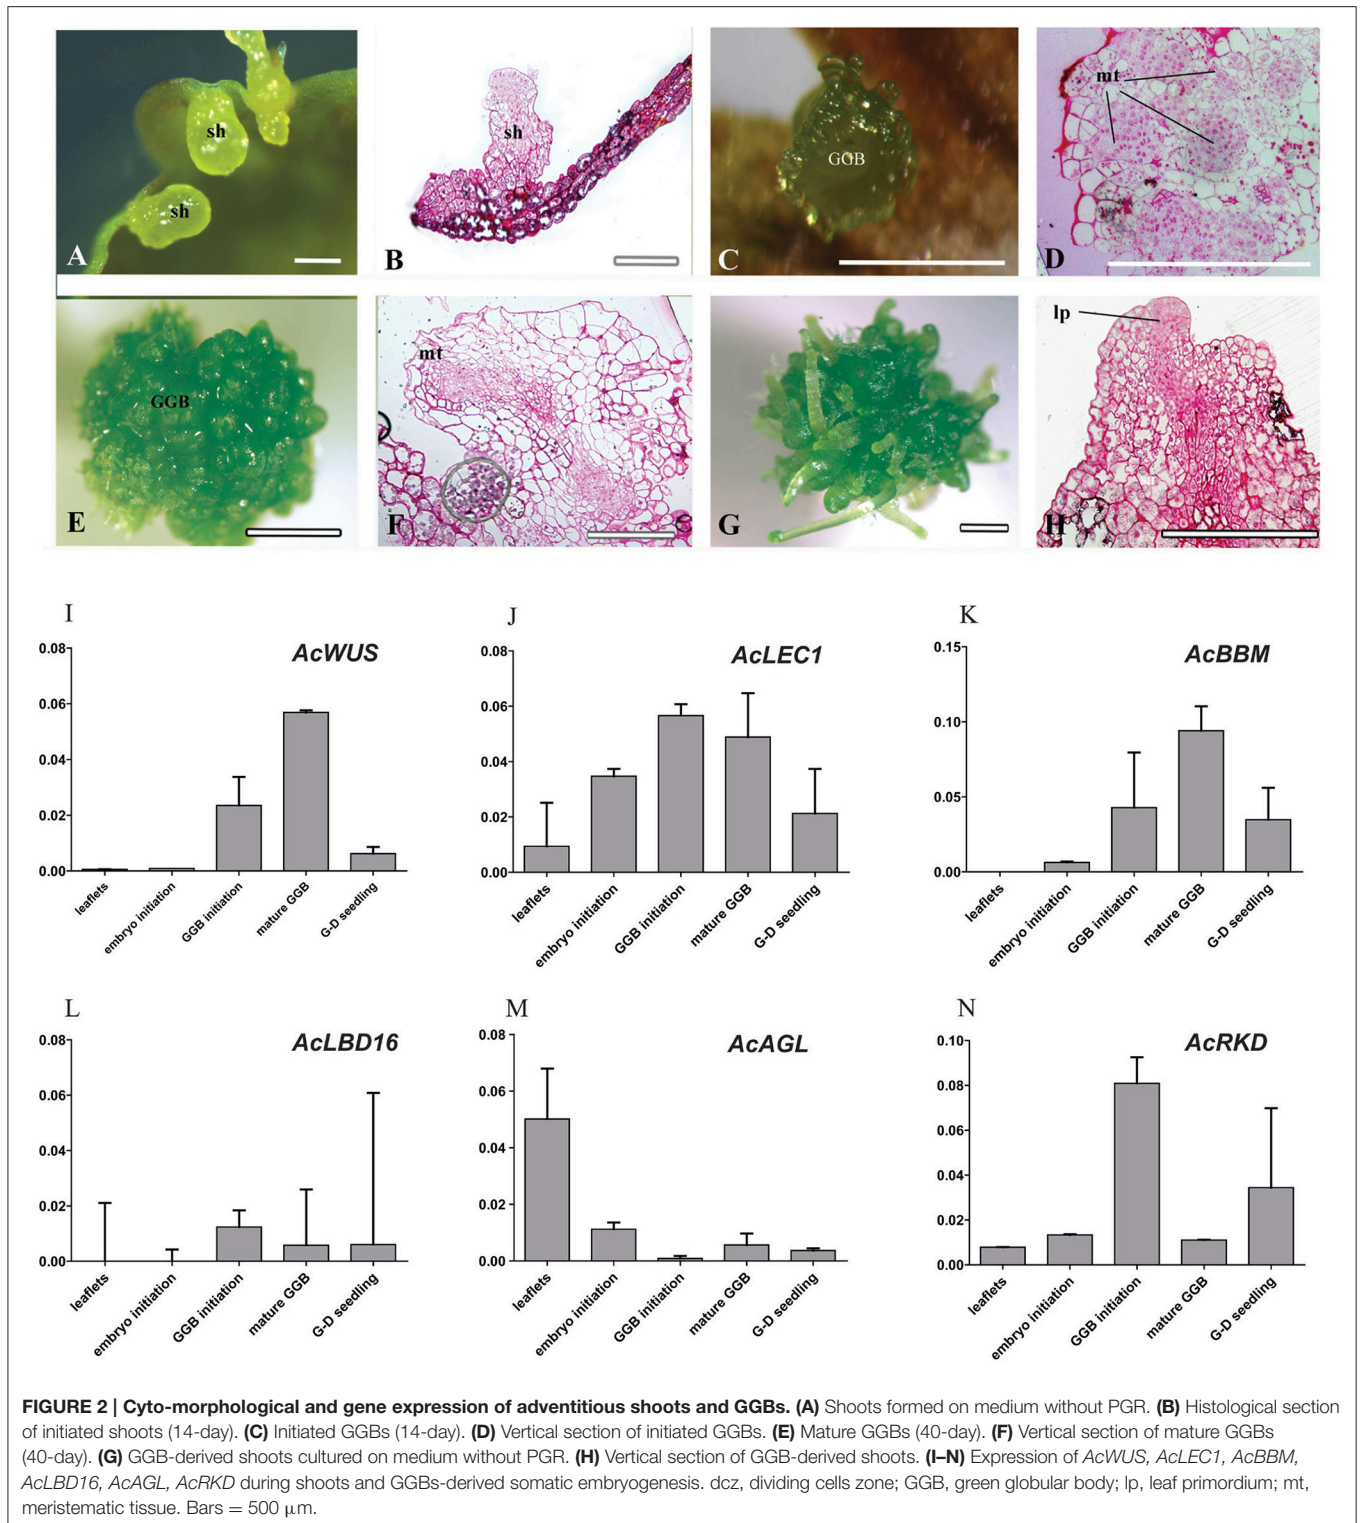 sh
sh
A
sh
B
GGB
C
mt
D
GGB
E
mt
F
G
lp
H
I
AcWUS
0.08
0.06
0.04
0.02
0.00
leaflets
embryo initiation
GGB initiation
mature GGB
G-D seedling
J
AcLEC1
0.08
0.06
0.04
0.02
0.00
leaflets
embryo initiation
GGB initiation
mature GGB
G-D seedling
K
AcBBM
0.15
0.10
0.05
0.00
leaflets
embryo initiation
GGB initiation
mature GGB
G-D seedling
L
AcLBD16
0.08
0.06
0.04
0.02
0.00
leaflets
embryo initiation
GGB initiation
mature GGB
G-D seedling
M
AcAGL
0.08
0.06
0.04
0.02
0.00
leaflets
embryo initiation
GGB initiation
mature GGB
G-D seedling
N
AcRKD
0.10
0.08
0.06
0.04
0.02
0.00
leaflets
embryo initiation
GGB initiation
mature GGB
G-D seedling
FIGURE 2 | Cyto-morphological and gene expression of adventitious shoots and GGBs. (A) Shoots formed on medium without PGR. (B) Histological section
of initiated shoots (14-day). (C) Initiated GGBs (14-day). (D) Vertical section of initiated GGBs. (E) Mature GGBs (40-day). (F) Vertical section of mature GGBs
(40-day). (G) GGB-derived shoots cultured on medium without PGR. (H) Vertical section of GGB-derived shoots. (I–N) Expression of AcWUS, AcLEC1, AcBBM,
AcLBD16, AcAGL, AcRKD during shoots and GGBs-derived somatic embryogenesis. dcz, dividing cells zone; GGB, green globular body; lp, leaf primordium; mt,
meristematic tissue. Bars = 500 μm.